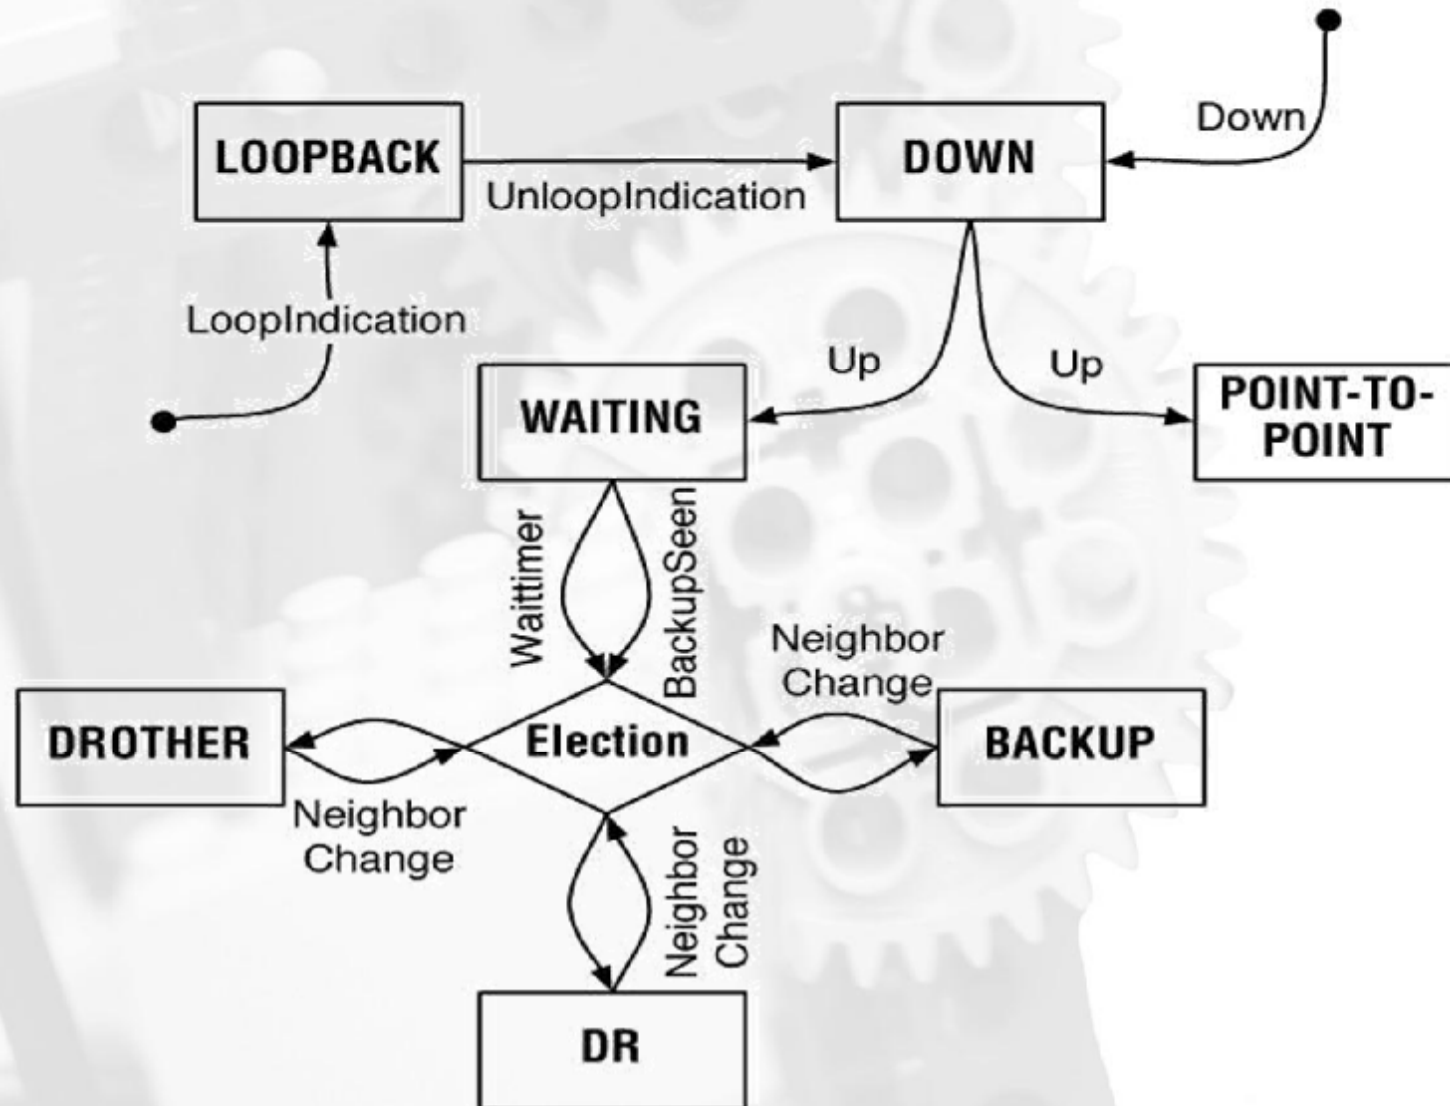 Down
LOOPBACK
DOWN
UnloopIndication
LoopIndication
Up
Up
WAITING
POINT-TO-
POINT
Waittimer
BackupSeen
Neighbor
Change
DROTHER
Election
BACKUP
Neighbor
Change
Neighbor
Change
DR